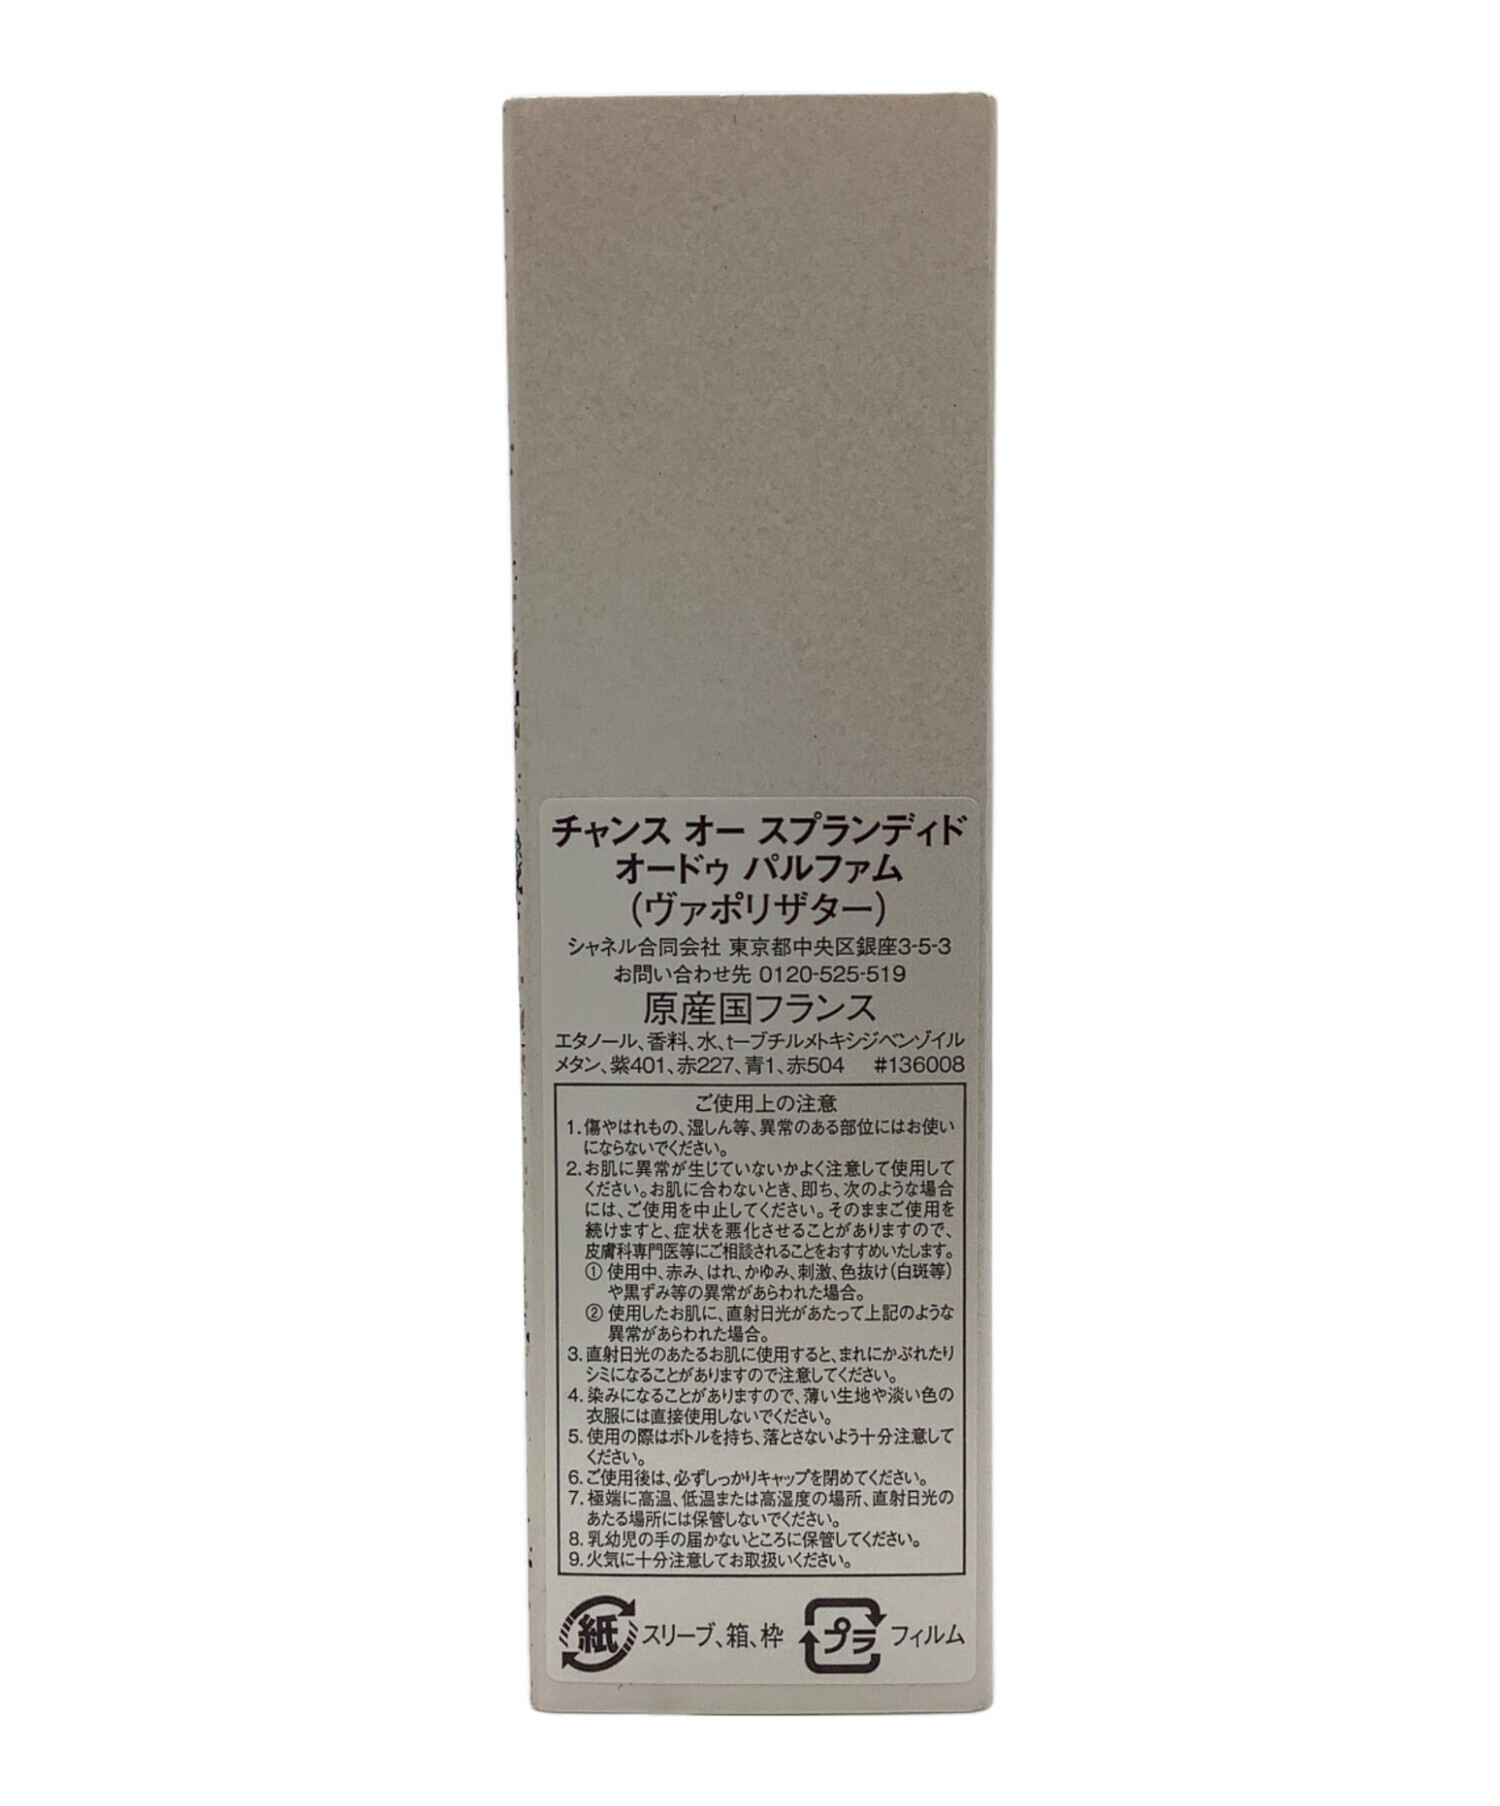 チャンス オー スプランディド
オードゥ パルファム
(ヴァポリザター)
シャネル合同会社 東京都中央区銀座3-5-3
お問い合わせ先 0120-525-519
原産国フランス
エタノール、香料、水、t-ブチルメトキシジベンゾイル
メタン、紫401、赤227、青1、赤504 #136008
ご使用上の注意
1. 傷やはれもの、湿しん等、異常のある部位にはお使い
にならないでください。
2. お肌に異常が生じていないかよく注意して使用して
ください。お肌に合わないとき、即ち、次のような場合
には、ご使用を中止してください。そのままご使用を
続けますと、症状を悪化させることがありますので、
皮膚科専門医等にご相談されることをおすすめいたします。
① 使用中、赤み、はれ、かゆみ、刺激、色抜け(白斑等)
や黒ずみ等の異常があらわれた場合。
② 使用したお肌に、直射日光があたって上記のような
異常があらわれた場合。
3. 直射日光のあたるお肌に使用すると、まれにかぶれたり
シミになることがありますので注意してください。
4. 染みになることがありますので、薄い生地や淡い色の
衣服には直接使用しないでください。
5. 使用の際はボトルを持ち、落とさないよう十分注意して
ください。
6. ご使用後は、必ずしっかりキャップを閉めてください。
7. 極端に高温、低温または高湿度の場所、直射日光の
あたる場所には保管しないでください。
8. 乳幼児の手の届かないところに保管してください。
9. 火気に十分注意してお取扱いください。
紙 スリーブ、箱、枠 プラ フィルム